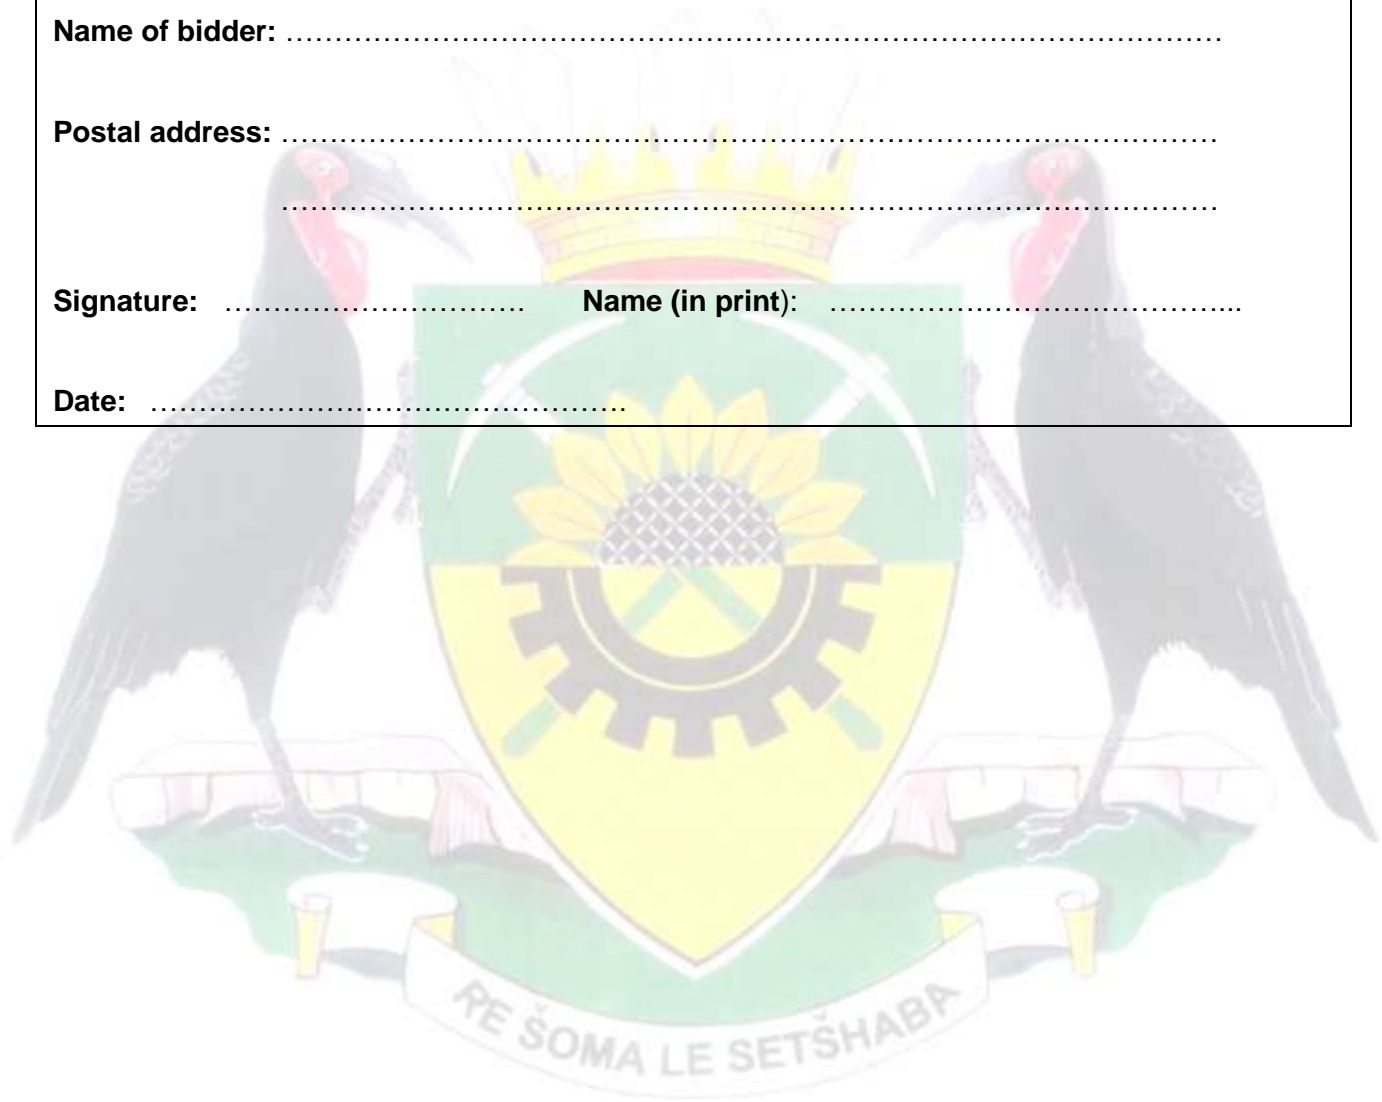 Name of bidder: ……………………………………………………………………………………
Postal address: ……………………………………………………………………………………
……………………………………………………………………………………
Signature: …………………………. Name (in print): …………………………………...
Date: ………………………………………….
RE ŠOMA LE SETŠHABA